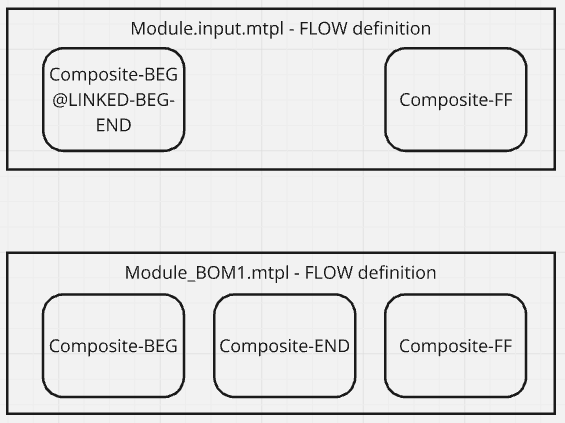 Module.input.mtpl - FLOW definition
Composite-BEG
@LINKED-BEG-
END
Composite-FF
Module_BOM1.mtpl - FLOW definition
Composite-BEG
Composite-END
Composite-FF